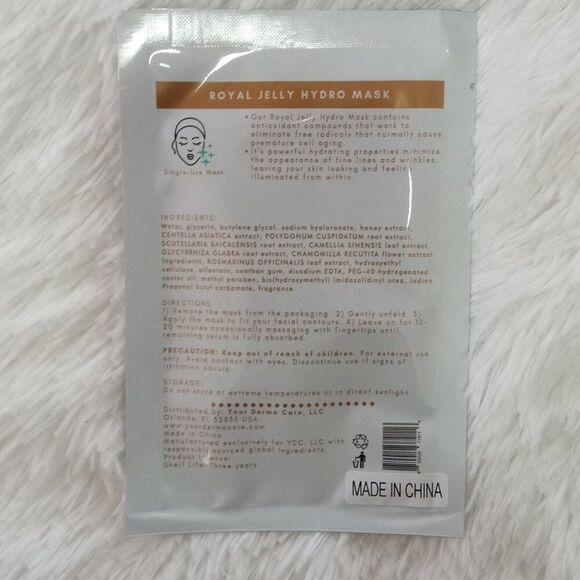 ROYAL JELLY HYDRO MASK
• Our Royal Jelly Hydro Mask contains
antioxidant compounds that work to
eliminate free radicals that normally cause
premature cell aging.
• It's powerful hydrating properties minimize
the appearance of fine lines and wrinkles,
leaving your skin looking and feeling
illuminated from within.
Single-Use Mask
INGREDIENTS:
Water, glycerin, butylene glycol, sodium hyaluronate, honey extract,
CENTELLA ASIATICA extract, POLYGONUM CUSPIDATUM root extract,
SCUTELLARIA BAICALENSIS root extract, CAMELLIA SINENSIS leaf extract,
GLYCYRRHIZA GLABRA root extract, CHAMOMILLA RECUTITA flower extract
Ingredients, ROSMARINUS OFFICINALIS leaf extract, hydroxyethyl
cellulose, allantoin, xanthan gum, disodium EDTA, PEG-40 hydrogenated
castor oil, methyl paraben, bis(hydroxymethyl) imidazolidinyl urea, iodine
Propynol butyl carbamate, fragrance
DIRECTIONS:
1) Remove the mask from the packaging. 2) Gently unfold. 3)
Apply the mask to fit your facial contours. 4) Leave on for 10-
20 minutes occasionally massaging with fingertips until
remaining serum is fully absorbed.
PRECAUTION: Keep out of reach of children. For external use
only. Avoid contact with eyes. Discontinue use if signs of
irritation occurs.
STORAGE:
Do not store at extreme temperatures or in direct sunlight.
Distributed by: Your Derma Care, LLC
Orlando, FL 32835 USA
www.yourdermacare.com
Made in China
Manufactured exclusively for YDC, LLC with
responsibly sourced global ingredients.
Product License:
Shelf Life: Three years
MADE IN CHINA